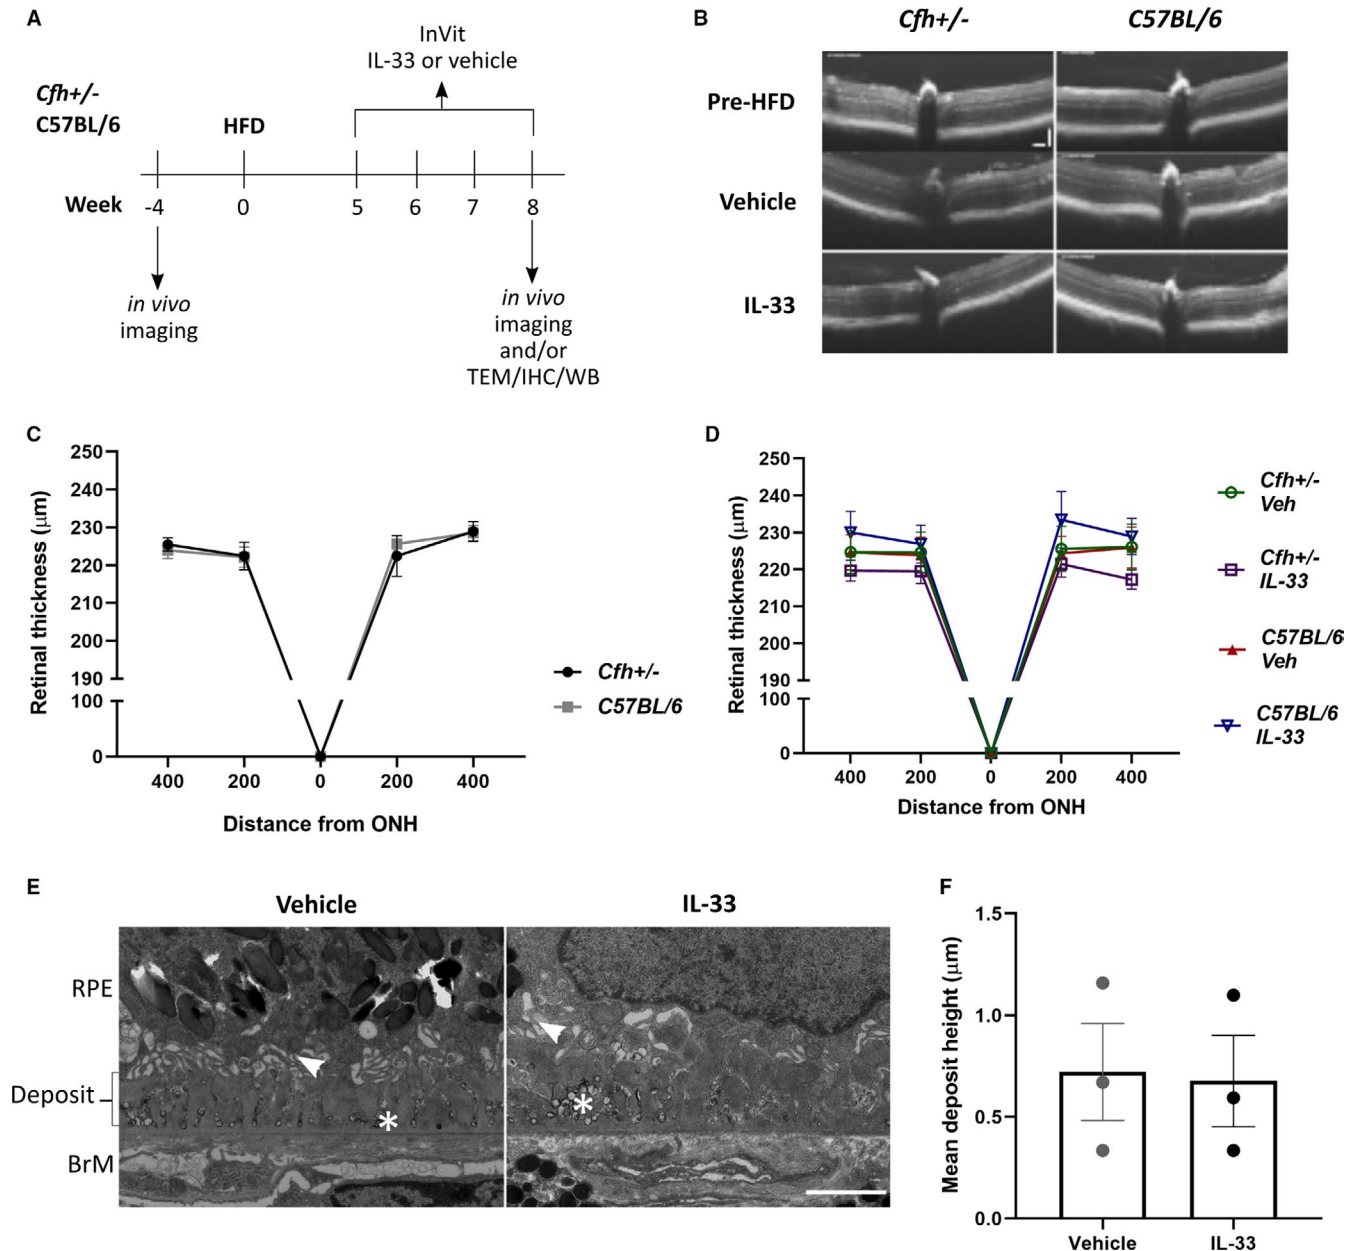 A
InVit
IL-33 or vehicle
Cfh+/-
C57BL/6
HFD
Week
-4
0
5
6
7
8
in vivo
imaging
in vivo
imaging
and/or
TEM/IHC/WB
B
Cfh+/-
C57BL/6
Pre-HFD
Vehicle
IL-33
C
250
240
230
220
210
200
190
100
0
Retinal thickness (μm)
400
200
0
200
400
Distance from ONH
Cfh+/-
C57BL/6
D
250
240
230
220
210
200
190
100
0
Retinal thickness (μm)
400
200
0
200
400
Distance from ONH
Cfh+/-
Veh
Cfh+/-
IL-33
C57BL/6
Veh
C57BL/6
IL-33
E
Vehicle
IL-33
RPE
Deposit
BrM
*
*
F
1.5
1.0
0.5
0.0
Mean deposit height (μm)
Vehicle
IL-33